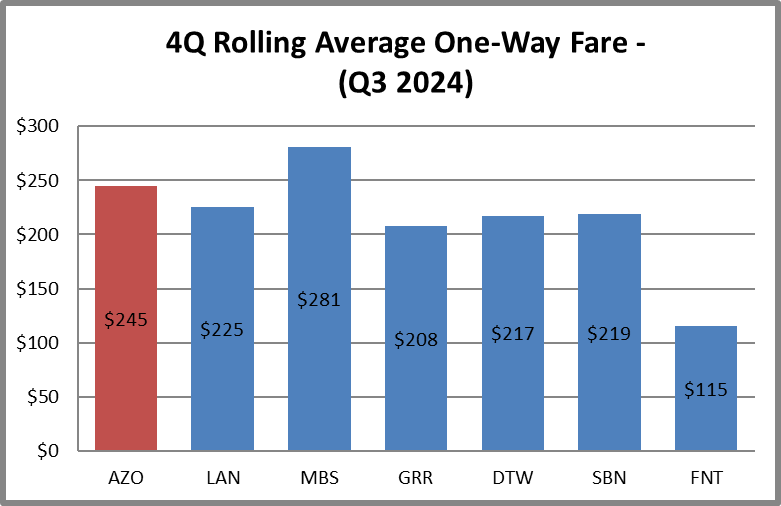 4Q Rolling Average One-Way Fare -
(Q3 2024)
$300
$250
$200
$150
$100
$50
$0
$245
$225
$281
$208
$217
$219
$115
AZO
LAN
MBS
GRR
DTW
SBN
FNT